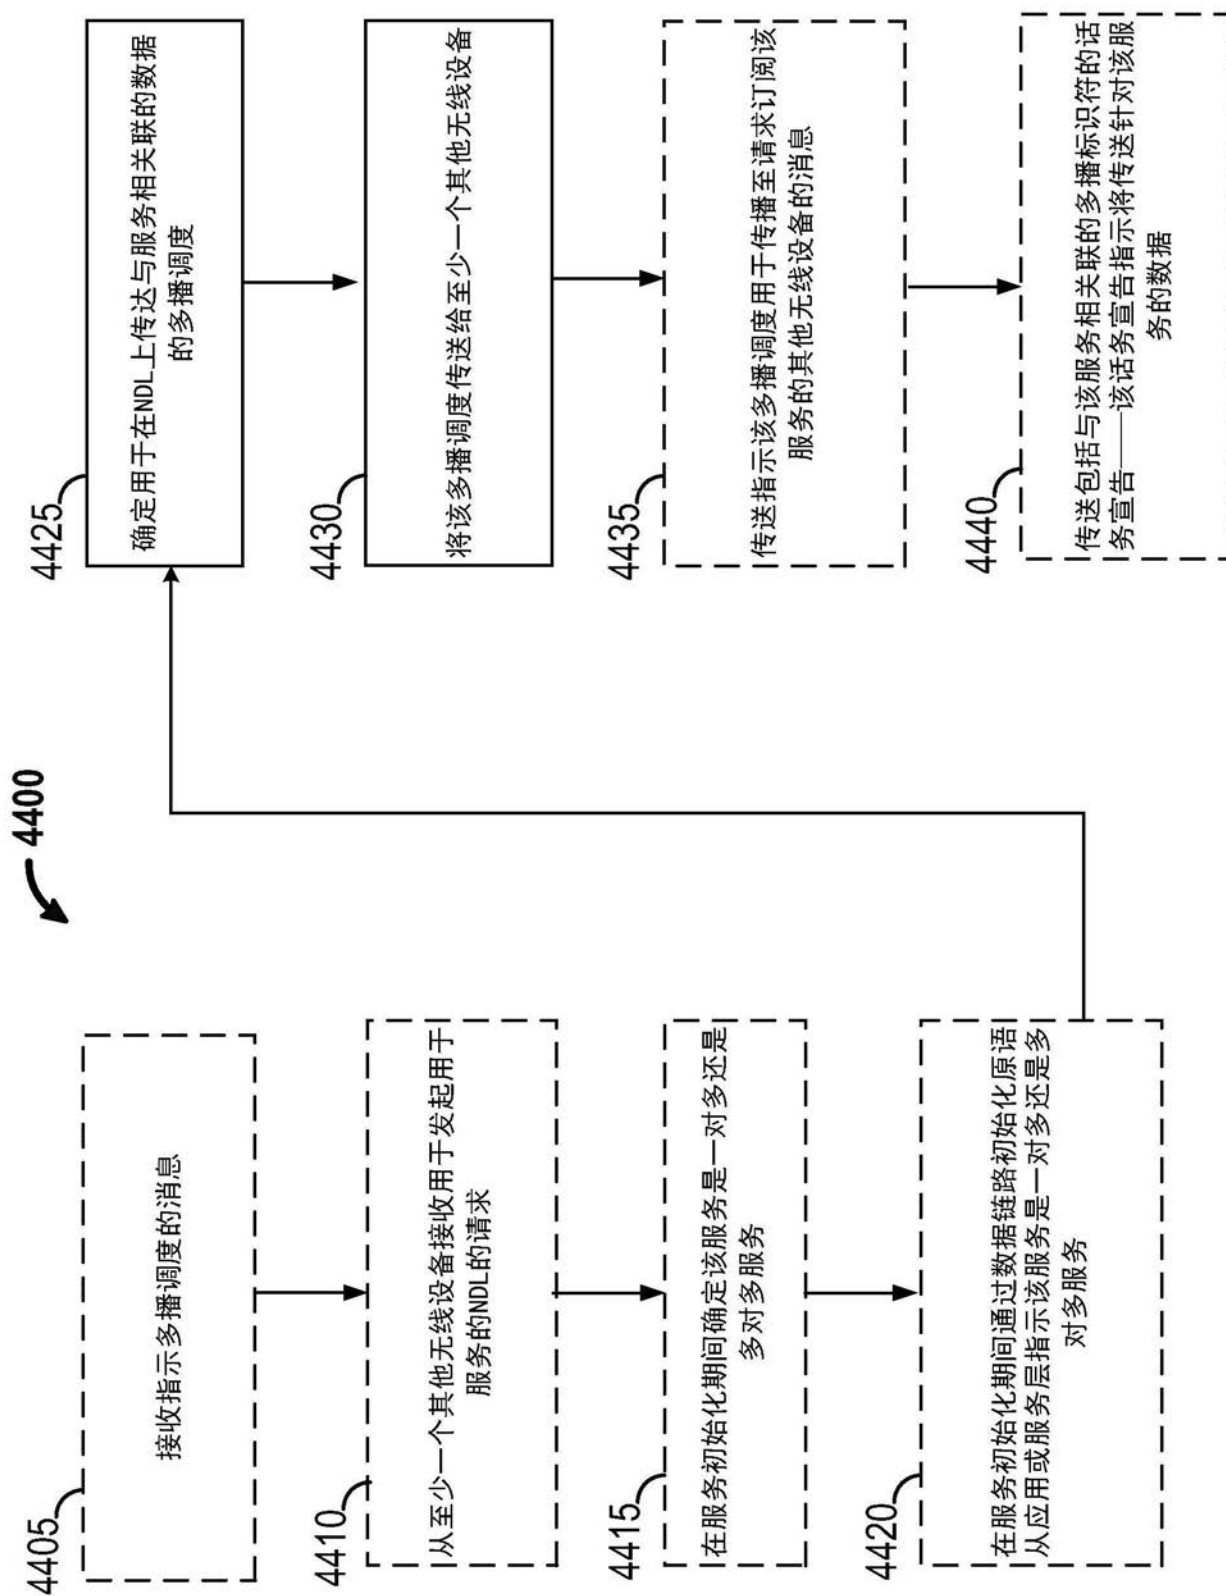 4400
4405
接收指示多播调度的消息
4410
从至少一个其他无线设备接收用于发起用于
服务的NDL的请求
4415
在服务初始化期间确定该服务是一对多还是
多对多服务
4420
在服务初始化期间通过数据链路初始化原语
从应用或服务层指示该服务是一对多还是多
对多服务
4425
确定用于在NDL上传达与服务相关联的数据
的多播调度
4430
将该多播调度传送给至少一个其他无线设备
4435
传送指示该多播调度用于传播至请求订阅该
服务的其他无线设备的消息
4440
传送包括与该服务相关联的多播标识符的话
务宣告——该话务宣告指示将传送针对该服
务的数据